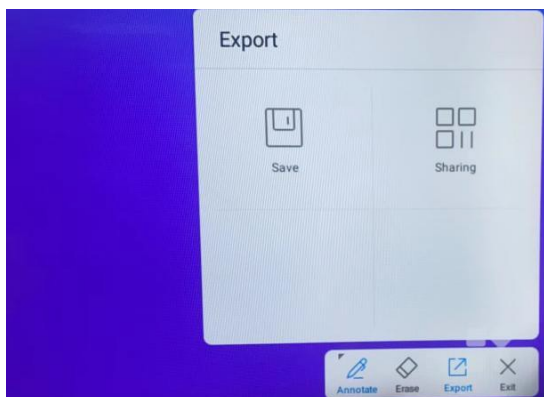 Export
Save
Sharing
Annotate
Erase
Export
Exit